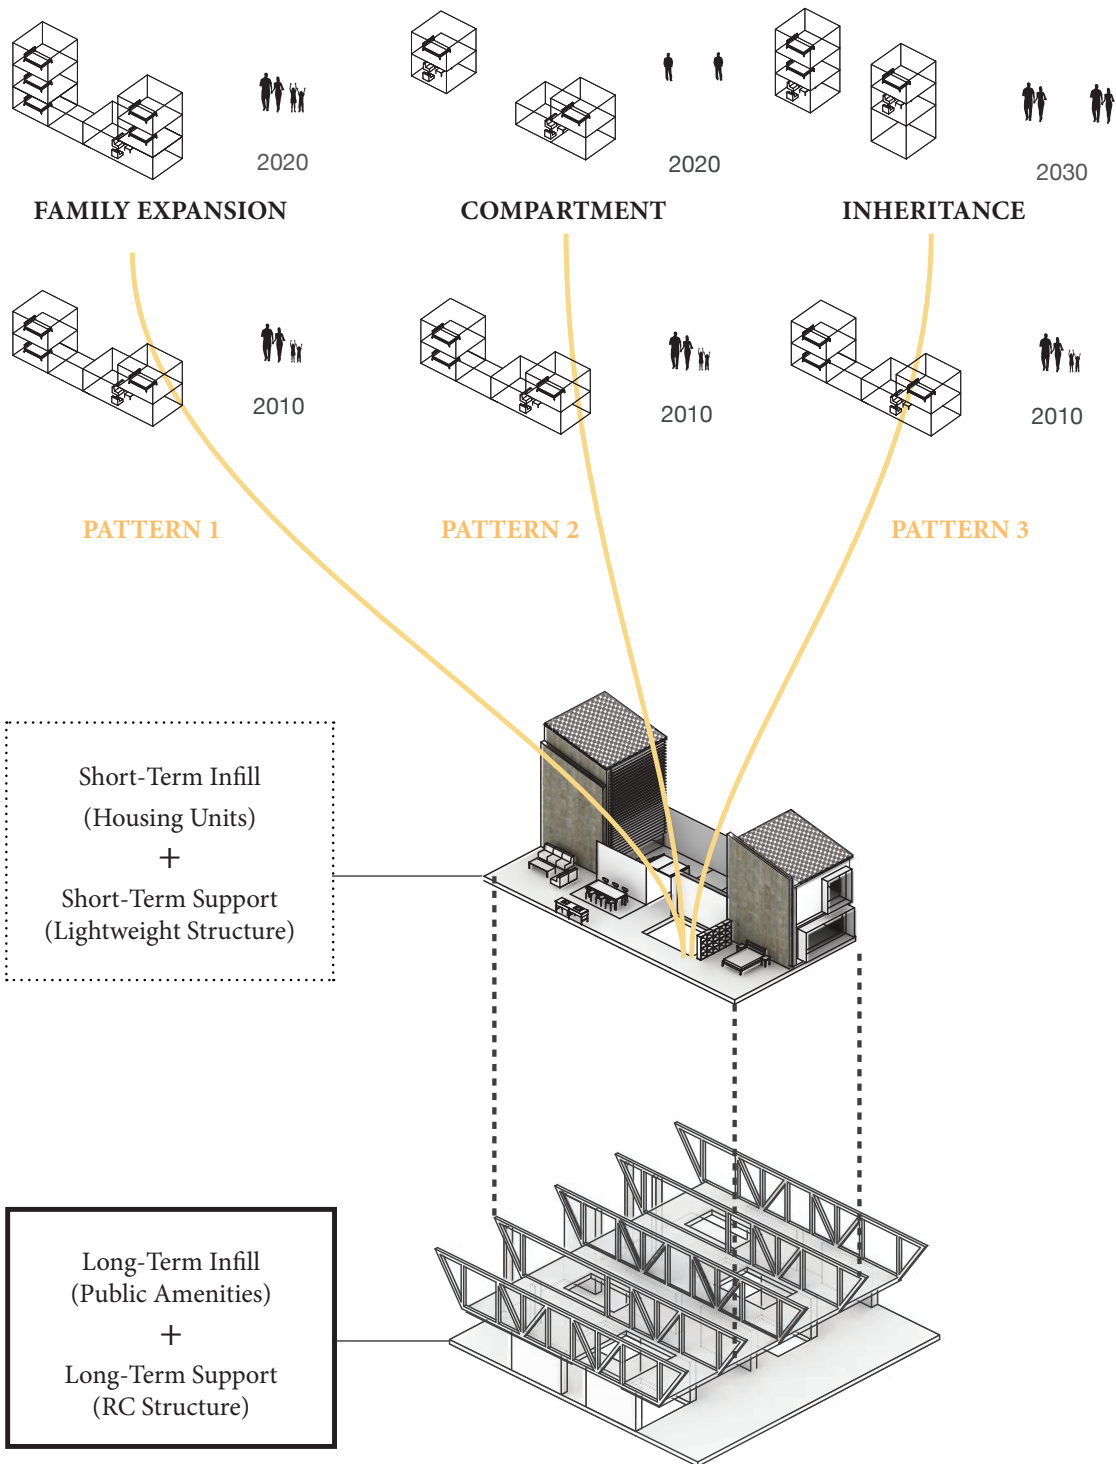 2020
2020
2030
FAMILY EXPANSION
COMPARTMENT
INHERITANCE
2010
2010
2010
PATTERN 1
PATTERN 2
PATTERN 3
Short-Term Infill
(Housing Units)
+
Short-Term Support
(Lightweight Structure)
Long-Term Infill
(Public Amenities)
+
Long-Term Support
(RC Structure)